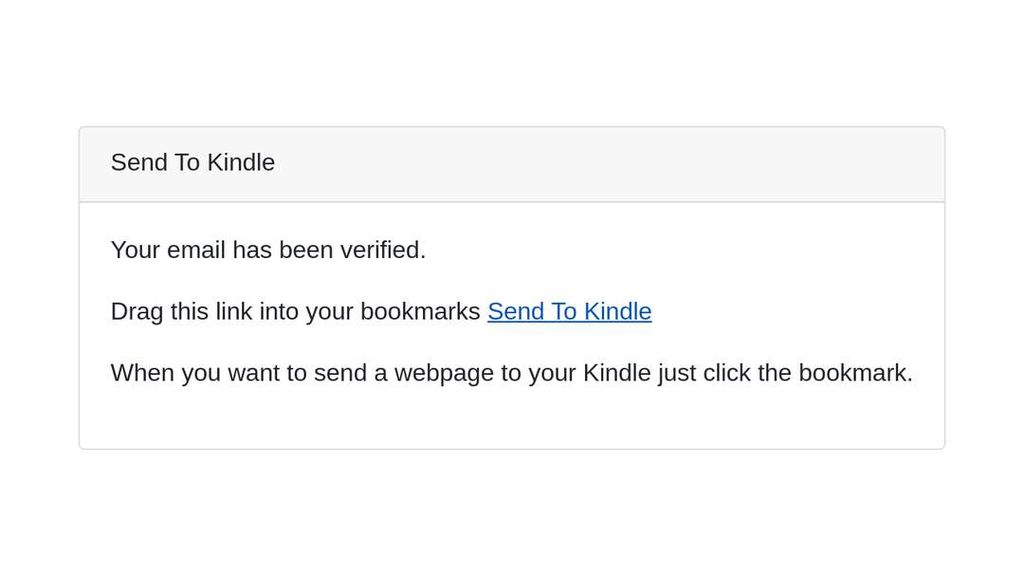 Send To Kindle
Your email has been verified.
Drag this link into your bookmarks Send To Kindle
When you want to send a webpage to your Kindle just click the bookmark.